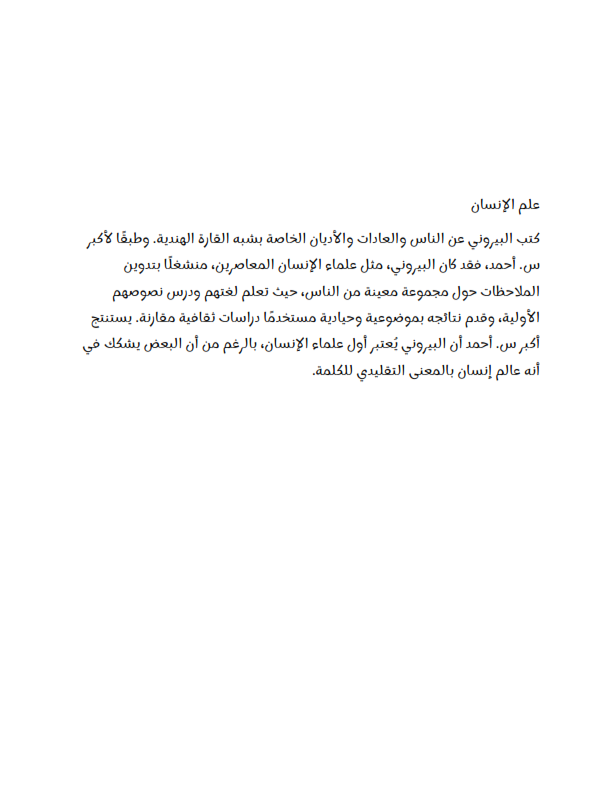 علم الإنسان
كتب البيروني عن الناس والعادات والأديان الخاصة بشبه القارة الهندية. وطبقًا لأكبر
س. أحمد، فقد كان البيروني، مثل علماء الإنسان المعاصرين، منشغلًا بتدوين
الملاحظات حول مجموعة معينة من الناس، حيث تعلم لغتهم ودرس نصوصهم
الأولية، وقدم نتائجه بموضوعية وحيادية مستخدمًا دراسات ثقافية مقارنة. يستنتج
أكبر س. أحمد أن البيروني يُعتبر أول علماء الإنسان، بالرغم من أن البعض يشكك في
أنه عالم إنسان بالمعنى التقليدي للكلمة.